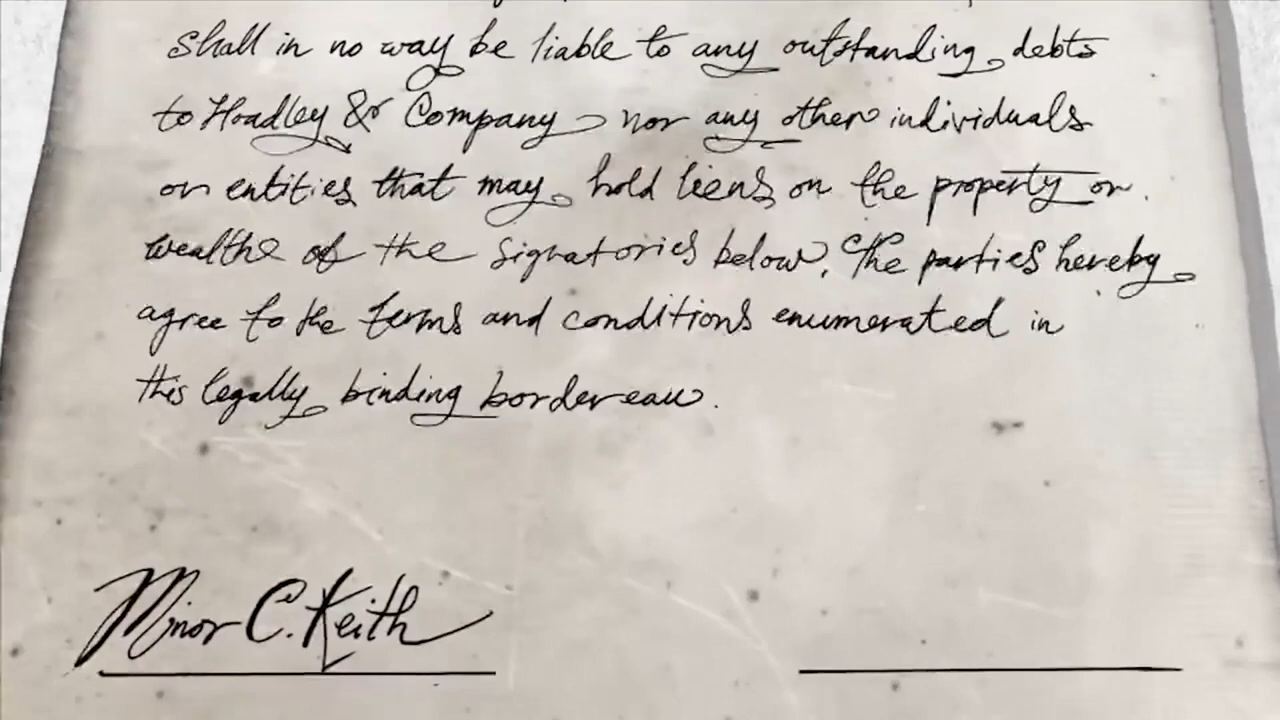 shall in no way be liable to any outstanding debts
to Hoadley & Company nor any other individuals
or entities that may hold liens on the property or
wealth of the signatories below. The parties hereby
agree to the terms and conditions enumerated in
this legally binding bordereau.
Minor C. Keith